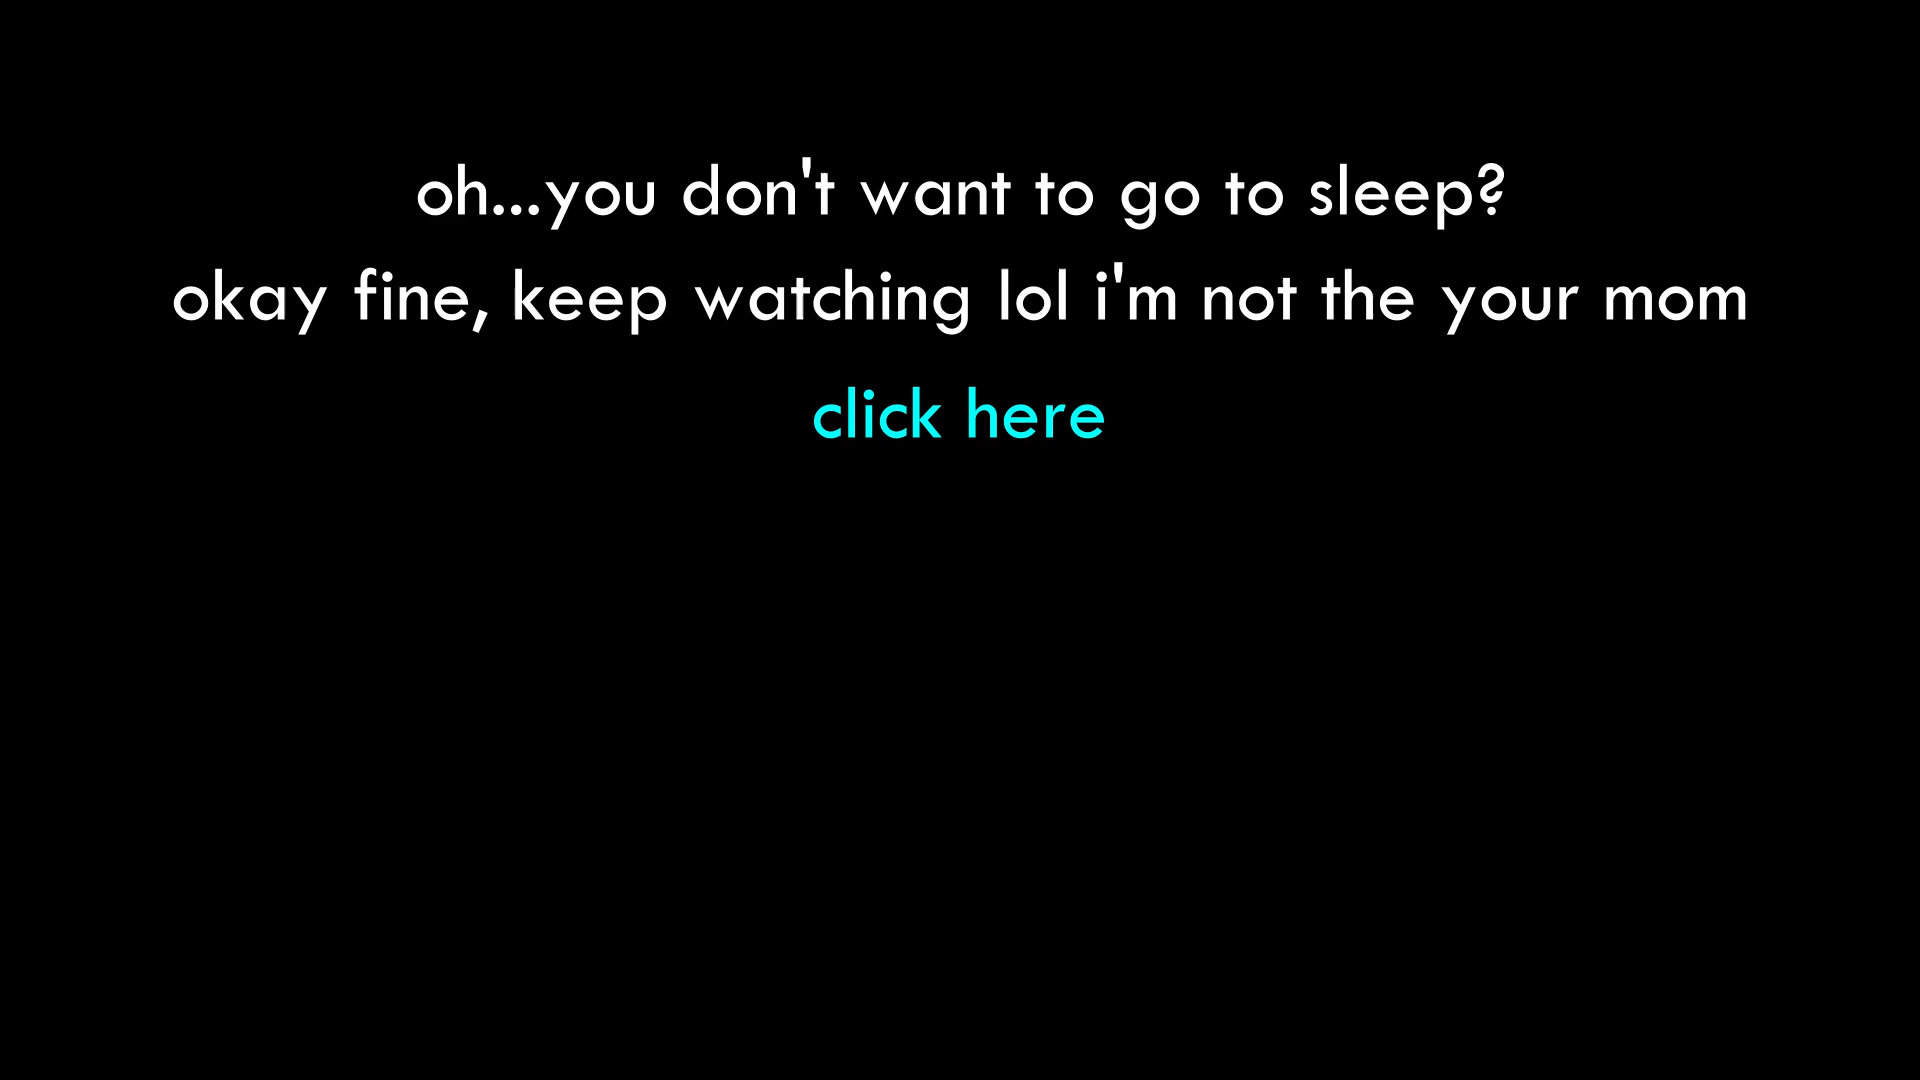 oh...you don't want to go to sleep?
okay fine, keep watching lol i'm not the your mom
click here